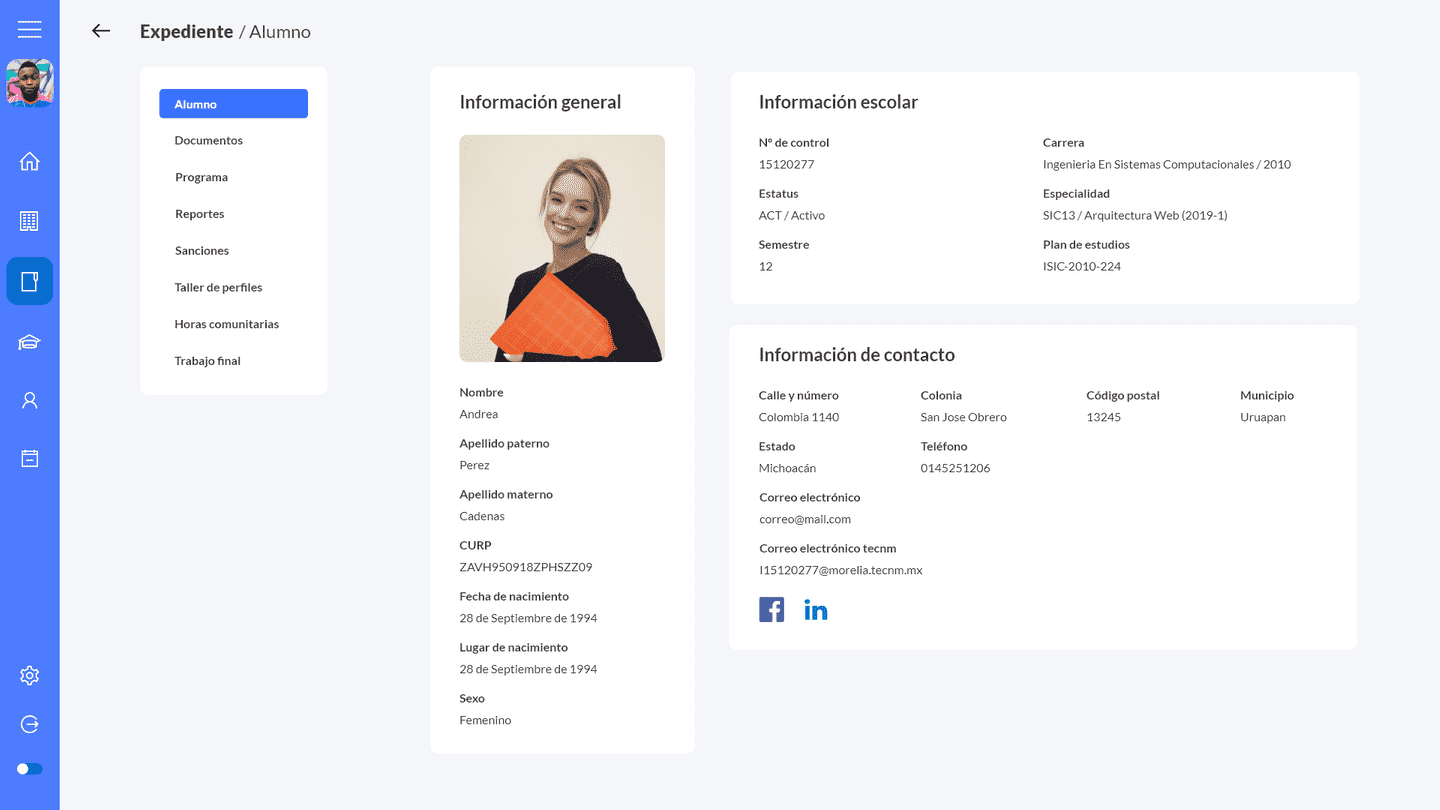 Expediente / Alumno
Alumno
Documentos
Programa
Reportes
Sanciones
Taller de perfiles
Horas comunitarias
Trabajo final
Información general
Nombre
Andrea
Apellido paterno
Perez
Apellido materno
Cadenas
CURP
ZAVH950918ZPHSZZ09
Fecha de nacimiento
28 de Septiembre de 1994
Lugar de nacimiento
28 de Septiembre de 1994
Sexo
Femenino
Información escolar
Nº de control
15120277
Carrera
Ingenieria En Sistemas Computacionales / 2010
Estatus
ACT / Activo
Especialidad
SIC13 / Arquitectura Web (2019-1)
Semestre
12
Plan de estudios
ISIC-2010-224
Información de contacto
Calle y número
Colombia 1140
Colonia
San Jose Obrero
Código postal
13245
Municipio
Uruapan
Estado
Michoacán
Teléfono
0145251206
Correo electrónico
correo@mail.com
Correo electrónico tecnm
l15120277@morelia.tecnm.mx
f in